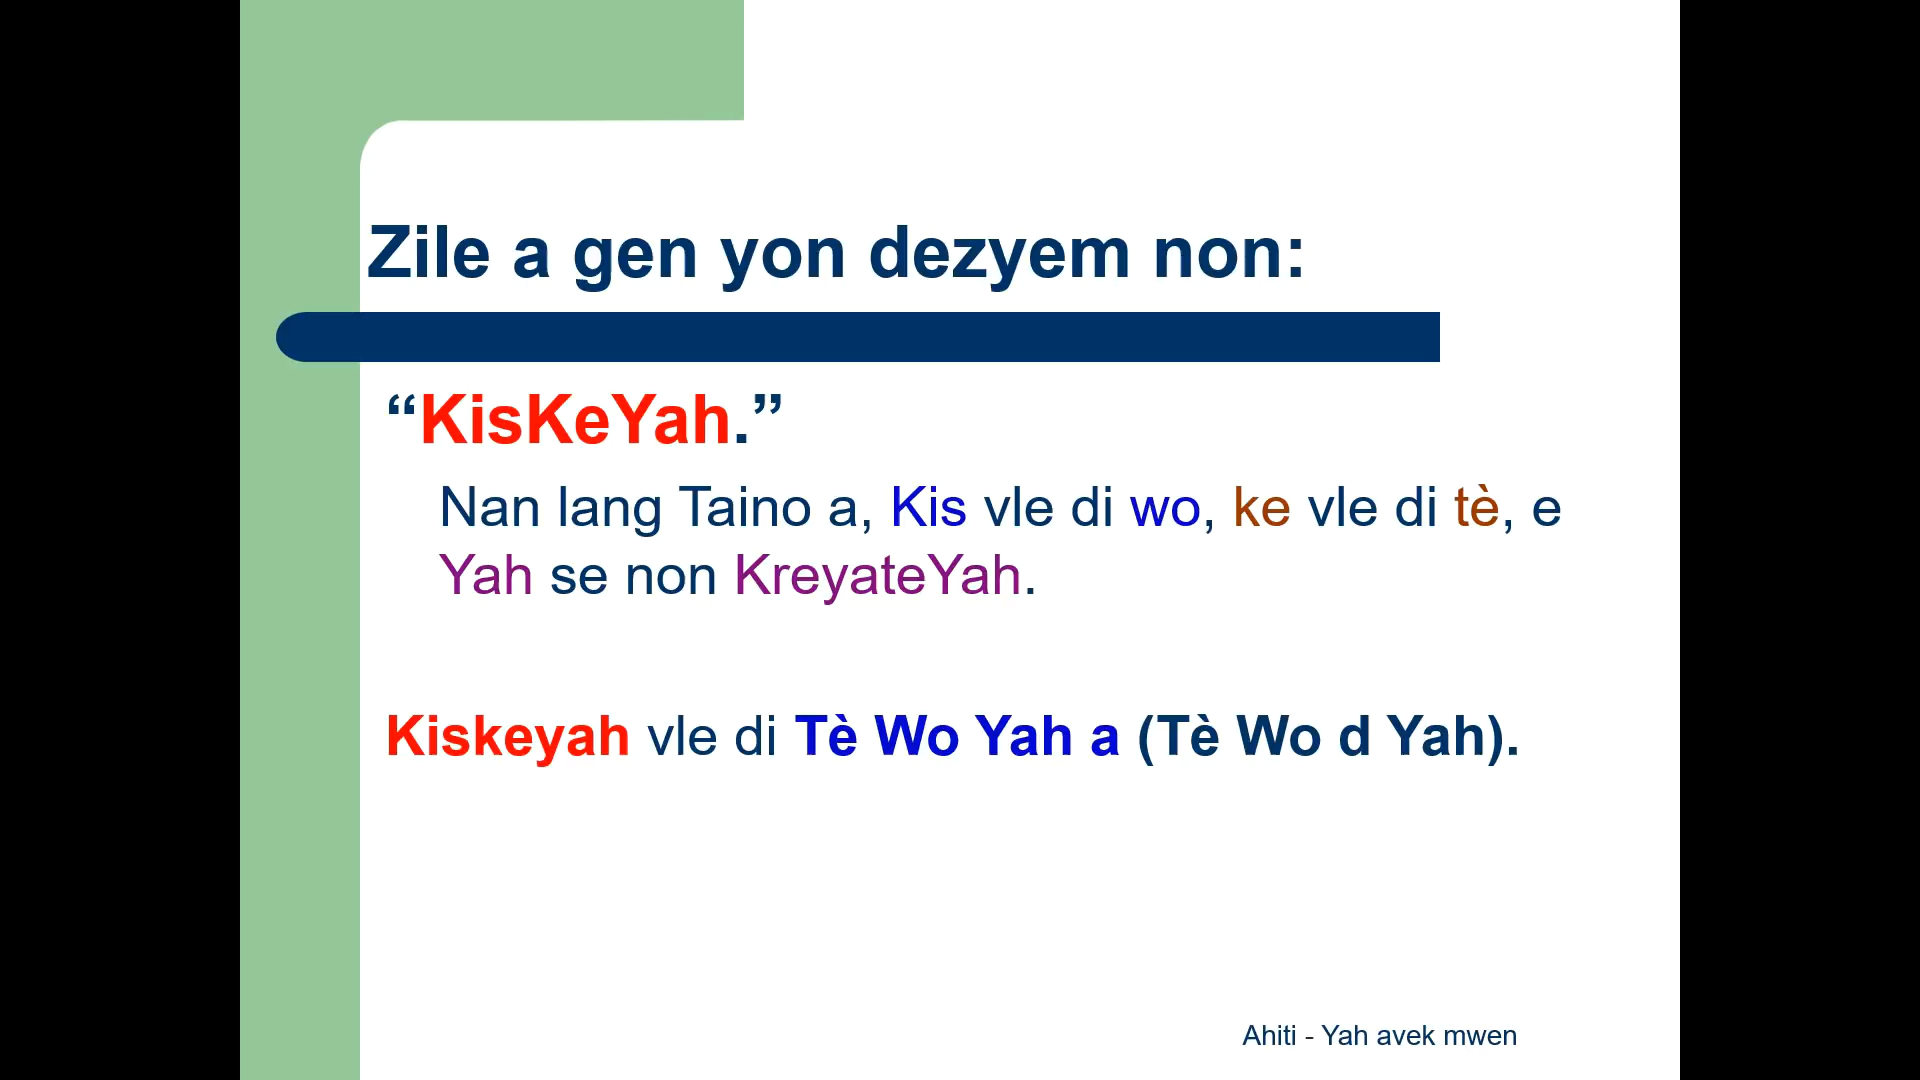 Zile a gen yon dezyem non:
“KisKeYah.”
Nan lang Taino a, Kis vle di wo, ke vle di tè, e
Yah se non KreyateYah.
Kiskeyah vle di Tè Wo Yah a (Tè Wo d Yah).
Ahiti - Yah avek mwen